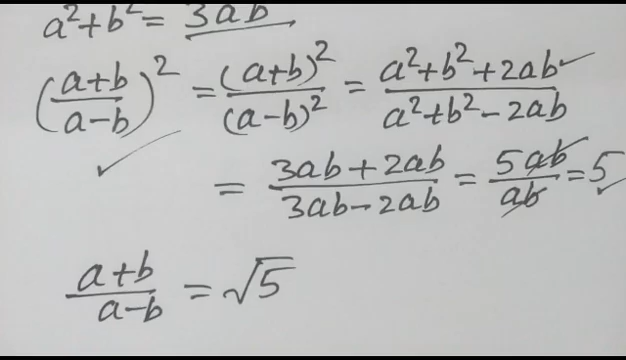 a²+b² = 3ab
(a+b/a-b)² = (a+b)²/(a-b)² = a²+b²+2ab/a²+b²-2ab
= 3ab+2ab/3ab-2ab = 5ab/ab = 5
a+b/a-b = √5